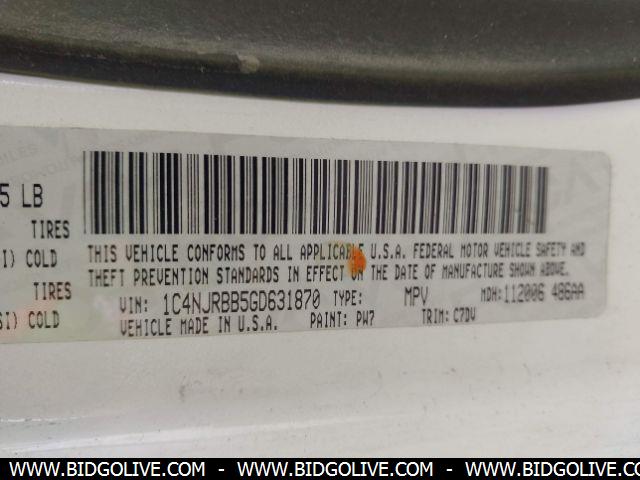 5 LB
TIRES
I) COLD
TIRES
SI) COLD
THIS VEHICLE CONFORMS TO ALL APPLICABLE U.S.A. FEDERAL MOTOR VEHICLE SAFETY AND
THEFT PREVENTION STANDARDS IN EFFECT ON THE DATE OF MANUFACTURE SHOWN ABOVE.
VIN: 1C4NJRBB5GD631870 TYPE: MPV MDH:112006 486AA
VEHICLE MADE IN U.S.A. PAINT: PW7 TRIM: C7DV
WWW.BIDGOLIVE.COM - WWW.BIDGOLIVE.COM - WWW.BIDGOLIVE.COM